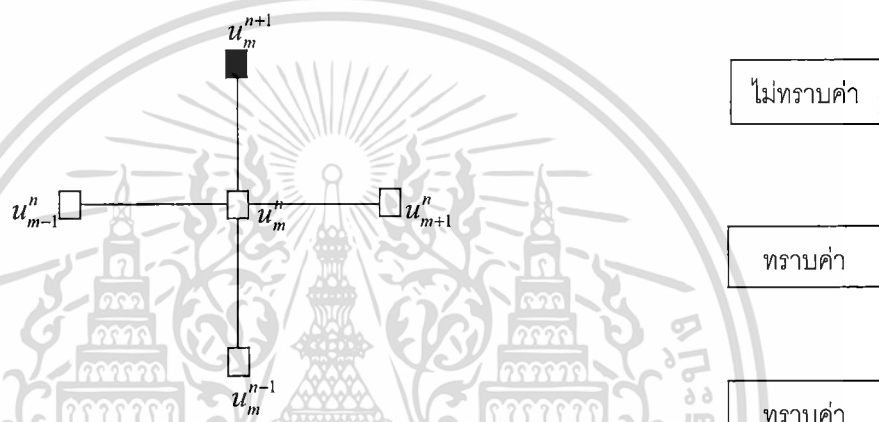 $u_m^{n+1}$
ไม่ทราบค่า
$u_{m-1}^n$ $u_m^n$ $u_{m+1}^n$
ทราบค่า
$u_m^{n-1}$
ทราบค่า